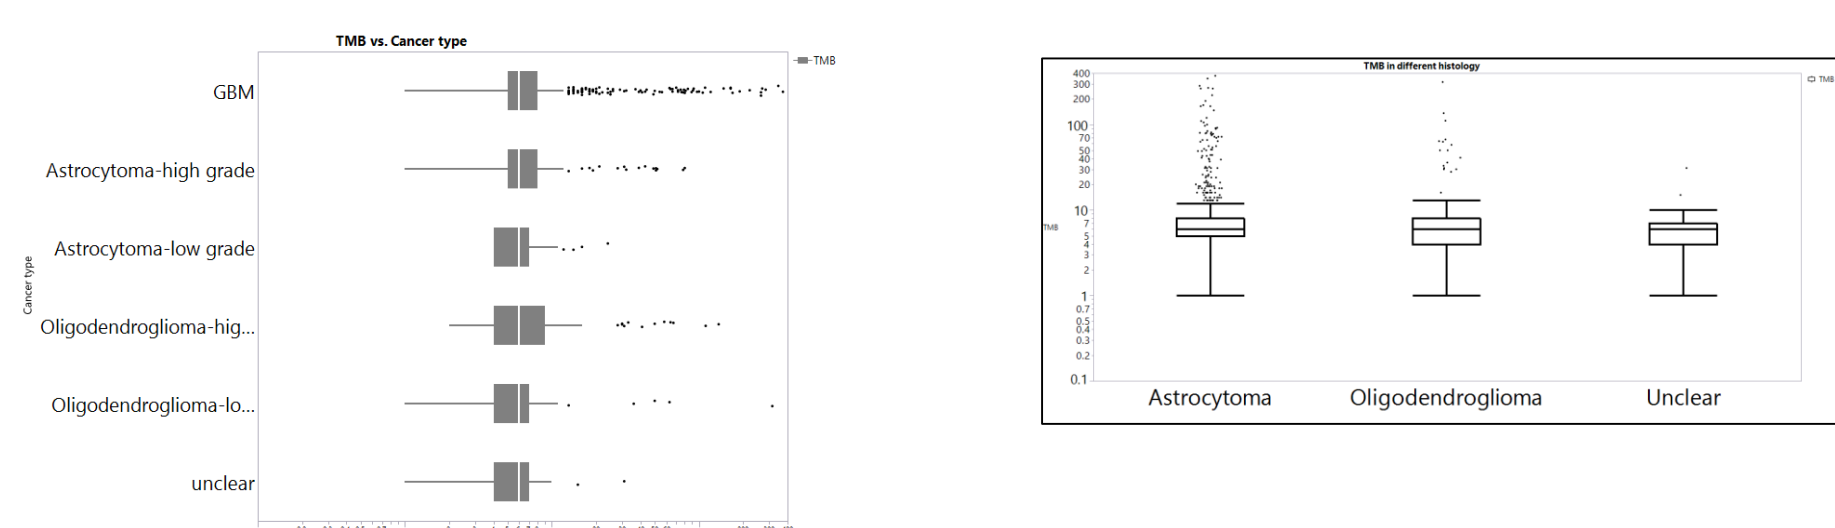 TMB vs. Cancer type
TMB
GBM
Astrocytoma-high grade
Astrocytoma-low grade
Oligodendroglioma-hig...
Oligodendroglioma-lo...
unclear
Cancer type
TMB in different histology
TMB
400
300
200
100
70
50
40
30
20
10
7
5
4
3
2
1
0.7
0.5
0.4
0.3
0.2
0.1
TMB
Astrocytoma
Oligodendroglioma
Unclear